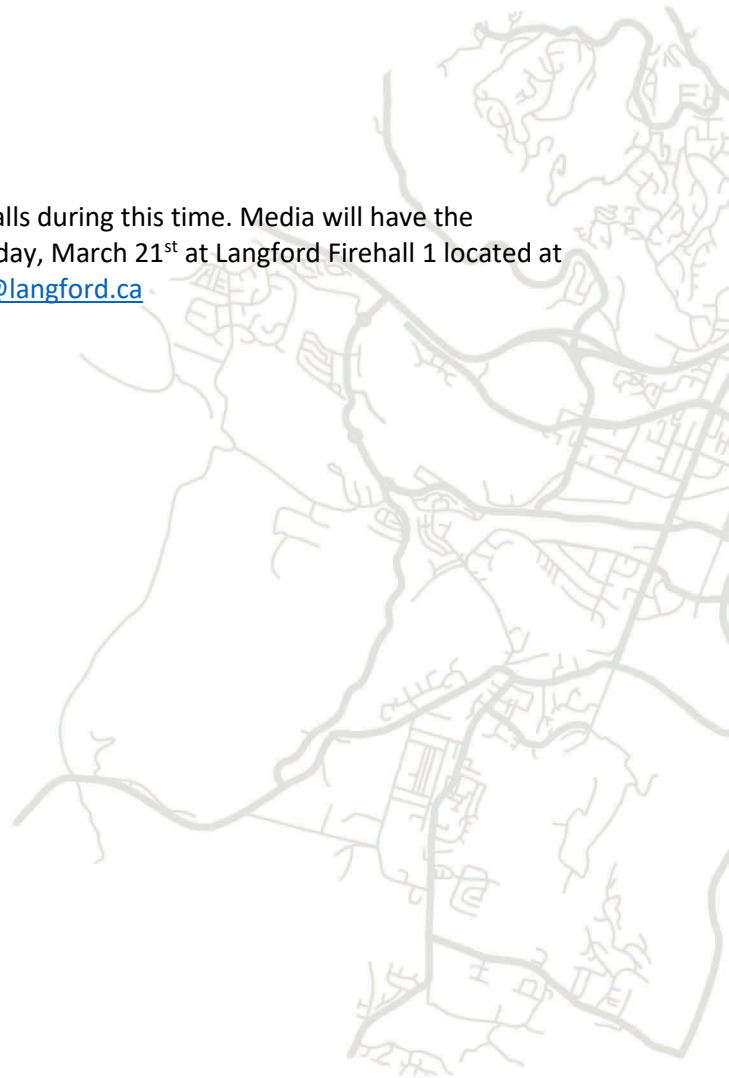 alls during this time. Media will have the
day, March 21st at Langford Firehall 1 located at
@langford.ca